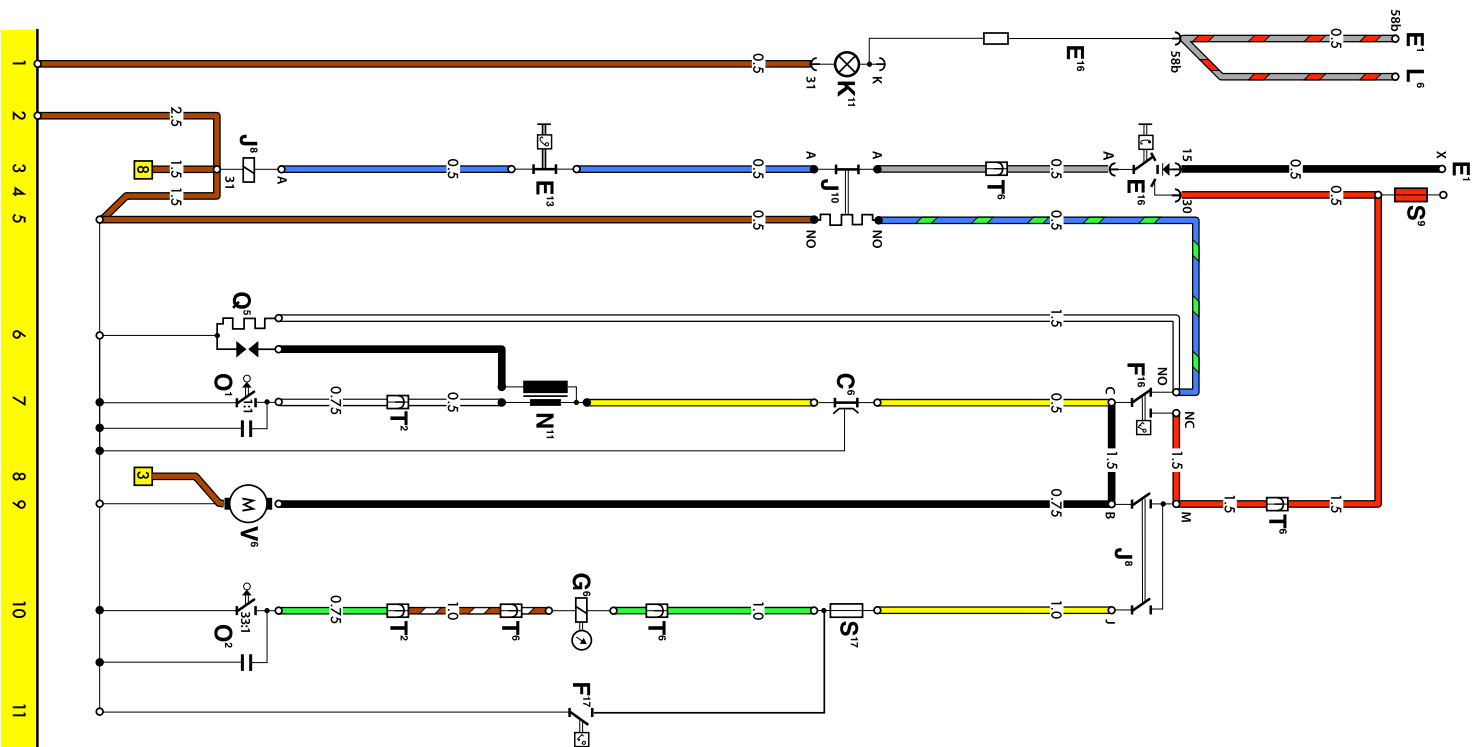 X
E1
E1
L6
S9
58b
0.5
0.5
0.5
0.5
1.5
T6
1.5
58b
15
30
NC
M
1.5
NO
E16
F16
J8
A
C
B
J
1.5
E16
0.5
0.5
1.5
0.5
0.75
1.0
T6
K
A
NO
K11
C6
S17
J10
31
A
NO
0.5
0.5
0.5
1.0
T6
G6
F17
E13
N11
T6
0.5
0.5
1.0
T2
T2
0.75
0.75
A
J8
Q5
M
V6
1:1
33:1
O1
O2
31
2.5
1.5
1.5
8
3
1
2
3
4
5
6
7
8
9
10
11